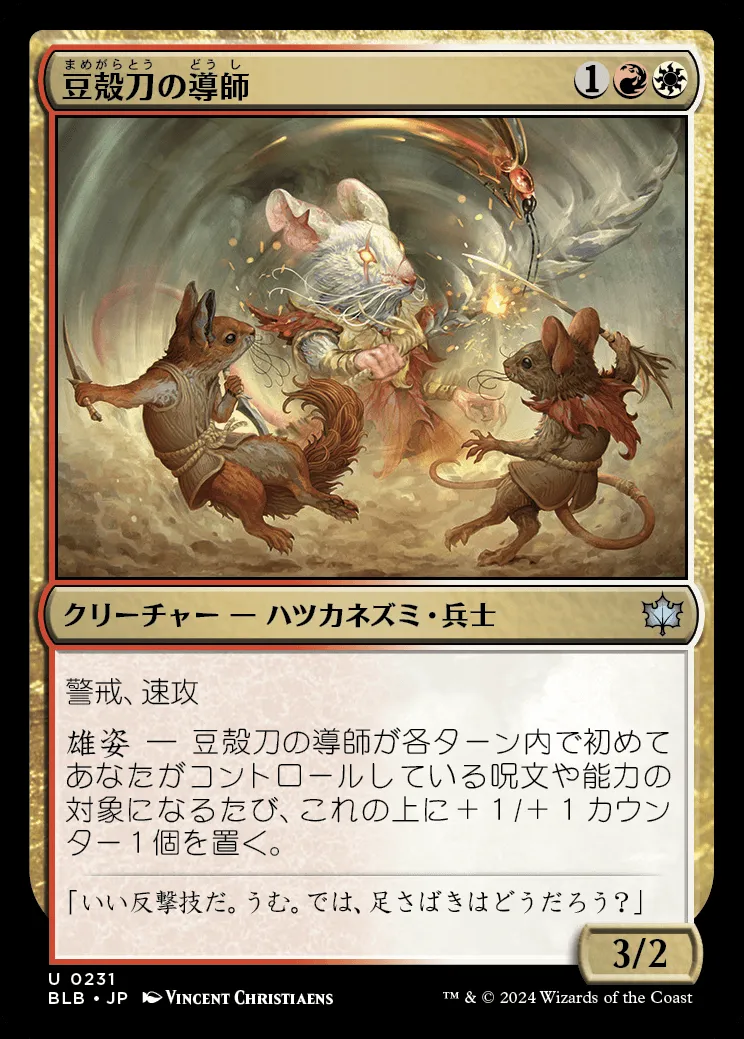 まめがらとう どうし
豆殻刀の導師
1
クリーチャー — ハツカネズミ・兵士
警戒、速攻
雄姿 — 豆殻刀の導師が各ターン内で初めて
あなたがコントロールしている呪文や能力の
対象になるたび、これの上に＋１/＋１カウン
ター１個を置く。
「いい反撃技だ。うむ。では、足さばきはどうだろう？」
3/2
U 0231
BLB • JP VINCENT CHRISTIAENS
™ & © 2024 Wizards of the Coast